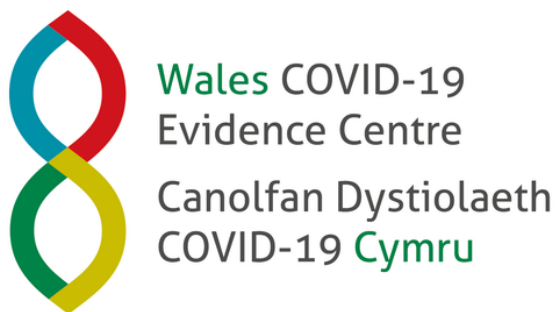 Wales COVID-19
Evidence Centre
Canolfan Dystiolaeth
COVID-19 Cymru